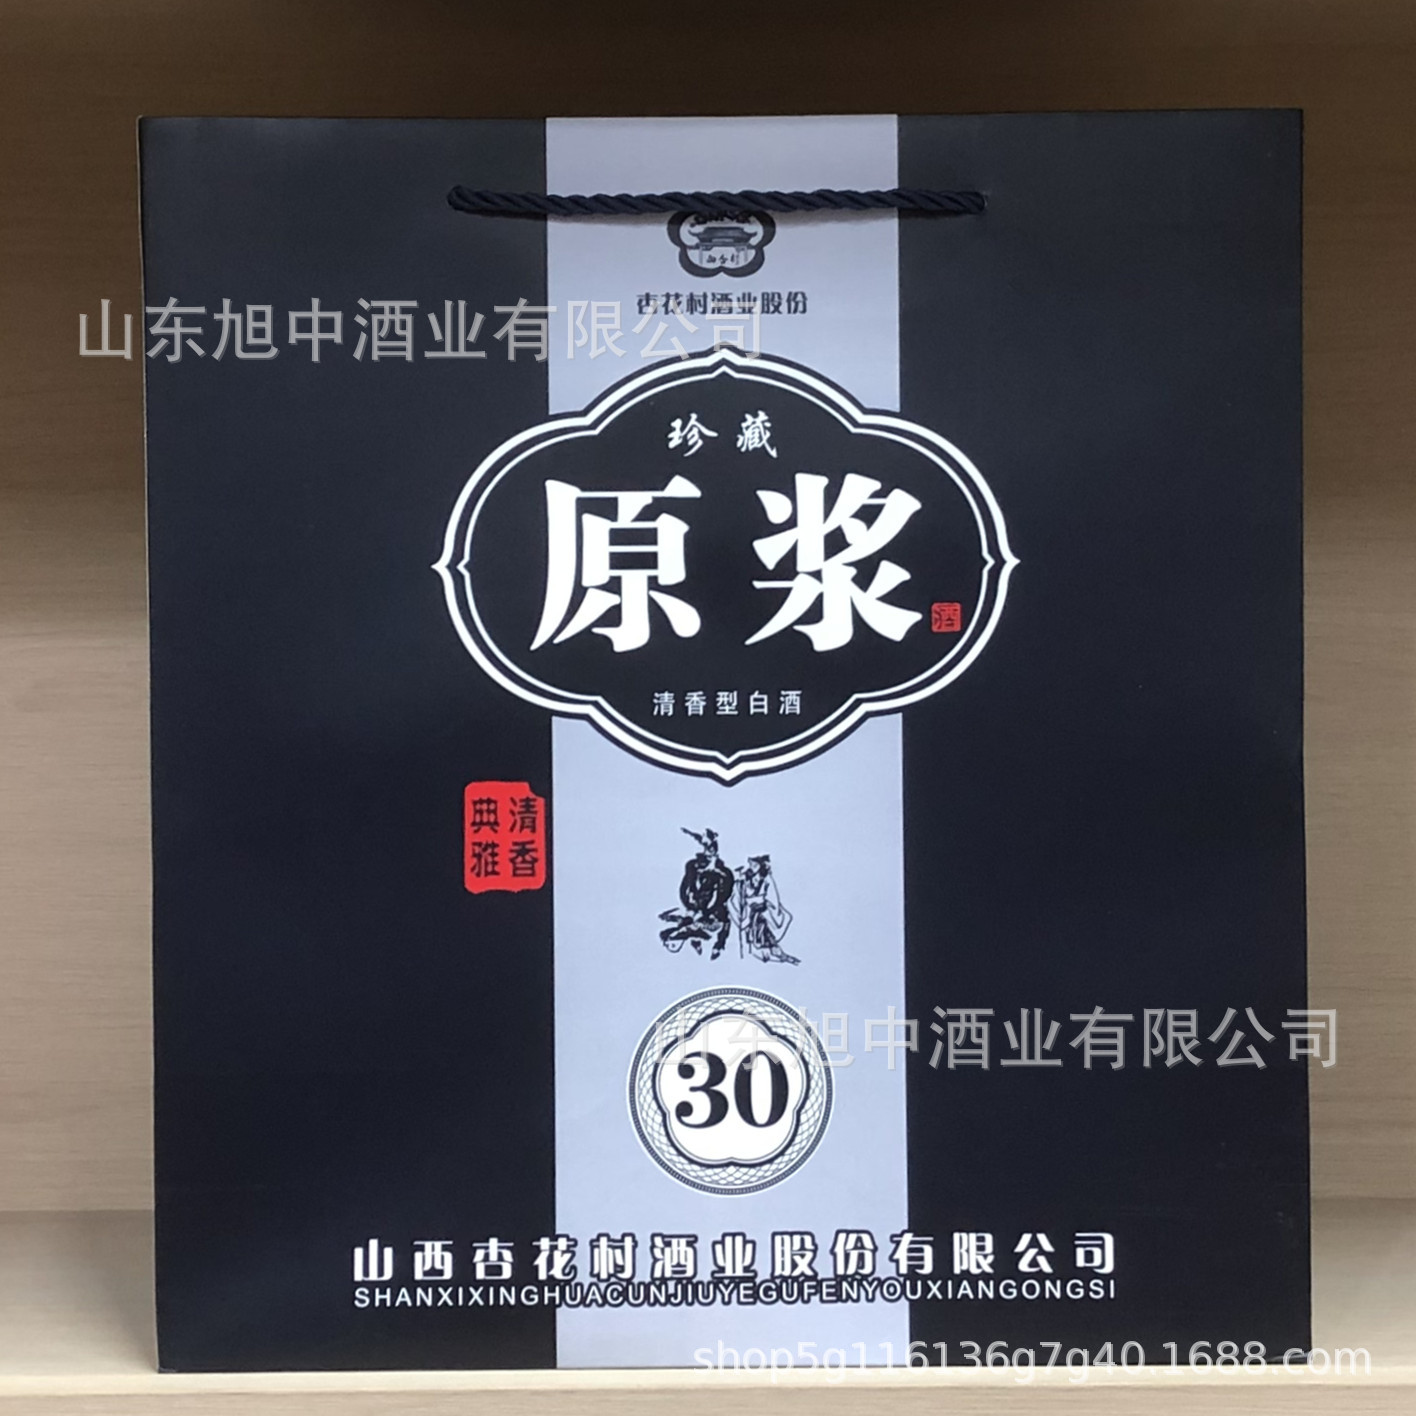 杏花村
杏花村酒业股份
山东旭中酒业有限公司
珍藏
原浆
酒
清香型白酒
清香
典雅
山东旭中酒业有限公司
30
山西杏花村酒业股份有限公司
SHANXIXINGHUACUNJIUYEGUFENYOUXIANGONGSI
shop5g116136g7g40.1688.com